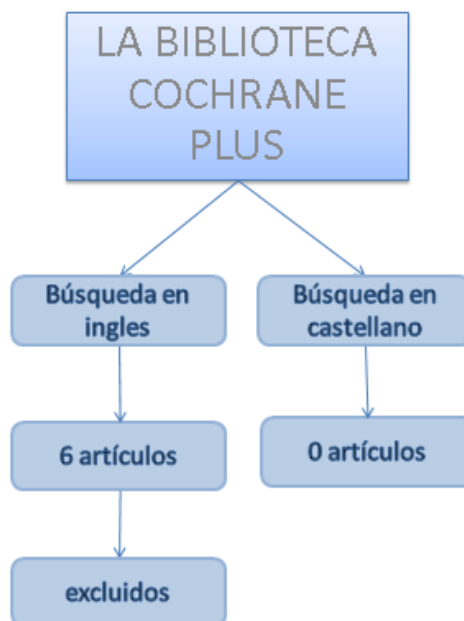 LA BIBLIOTECA
COCHRANE
PLUS
Búsqueda en
ingles
Búsqueda en
castellano
6 artículos
0 artículos
excluidos